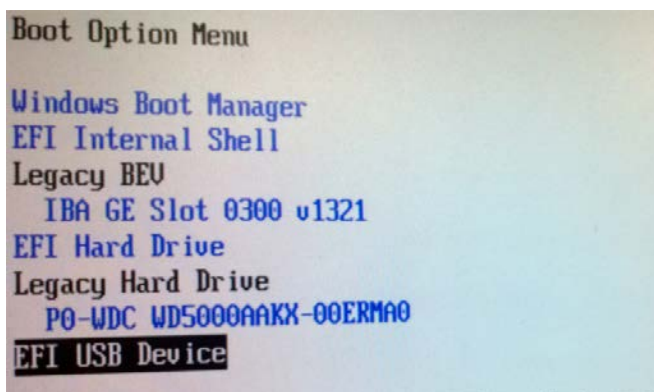 Boot Option Menu
Windows Boot Manager
EFI Internal Shell
Legacy BEV
IBA GE Slot 0300 v1321
EFI Hard Drive
Legacy Hard Drive
P0-WDC WD5000AAKX-00ERMA0
EFI USB Device